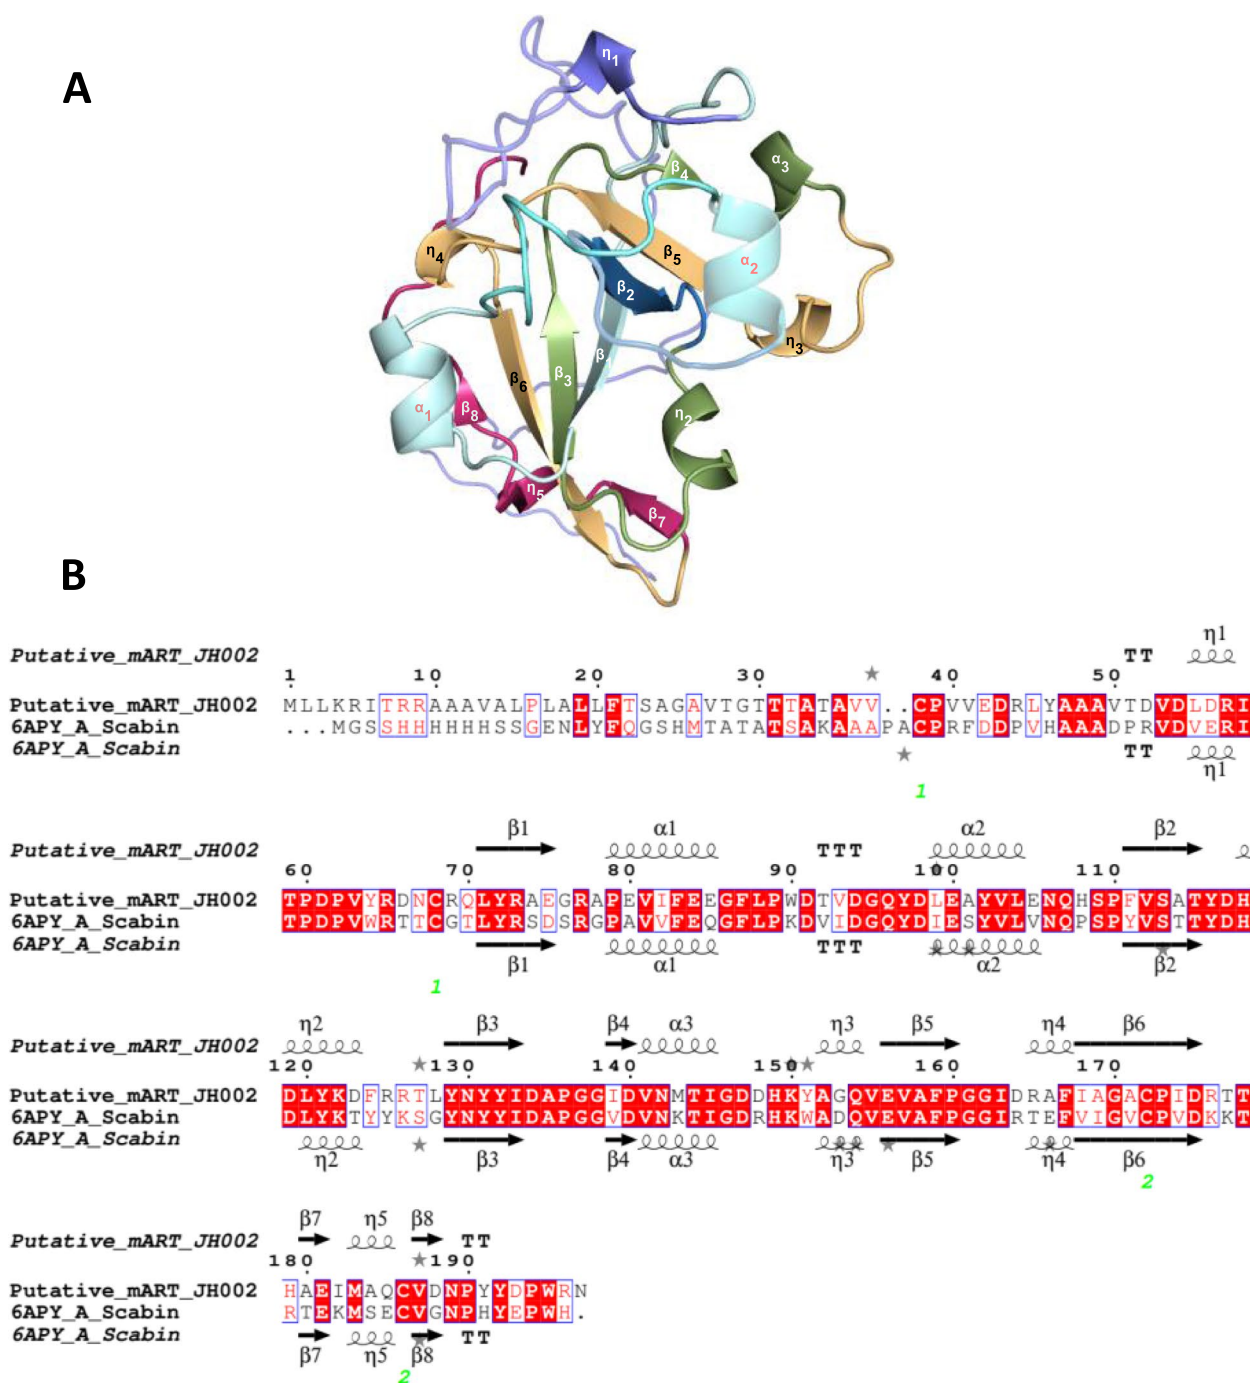 A
η1
α3
β4
β5
α2
η4
β2
η3
β1
β3
β6
η2
α1
β8
η5
β7
B
η1
Putative_mART_JH002 TT
1 10 20 30 40 50
Putative_mART_JH002 MLLKRITRRAAAVALPLALLFTSAGAVTGTTTATAVV..CPVVEDRLYAAAVTDVDLDRI
6APY_A_Scabin ...MGSSHHHHHHSSGENLYFQGSHMTATATSAKAAAPACPRFDDPVHAAADPRVDVERI
6APY_A_Scabin TT
η1
1
β1 α1 α2 β2
Putative_mART_JH002 TTT
60 70 80 90 100 110
Putative_mART_JH002 TPDPVYRDNCRQLYRAEGRAPEVIFEEGFLPWDTVDGQYDLEAYVLENQHSPFVSATYDH
6APY_A_Scabin TPDPVWRTTCGTLYRSDSRGPAVVFEQGFLPKDVIDGQYDIESYVLVNQPSPYVSTTYDH
6APY_A_Scabin TTT
β1 α1 α2 β2
1
η2 β3 β4 α3 η3 β5 η4 β6
Putative_mART_JH002
120 130 140 150 160 170
Putative_mART_JH002 DLYKDFRRTLYNYYIDAPGGIDVNMTIGDDHKYAGQVEVAFPGGIDRAFIAGACPIDRTT
6APY_A_Scabin DLYKTYYKSGYNYYIDAPGGVDVNKTIGDRHKWADQVEVAFPGGIRTEFVIGVCPVDKKT
6APY_A_Scabin
η2 β3 β4 α3 η3 β5 η4 β6
2
β7 η5 β8
Putative_mART_JH002 TT
180 190
Putative_mART_JH002 HAEIMAQCVDNPYYDPWRN
6APY_A_Scabin RTEKMSECVGNPHYEPWH.
6APY_A_Scabin TT
β7 η5 β8
2